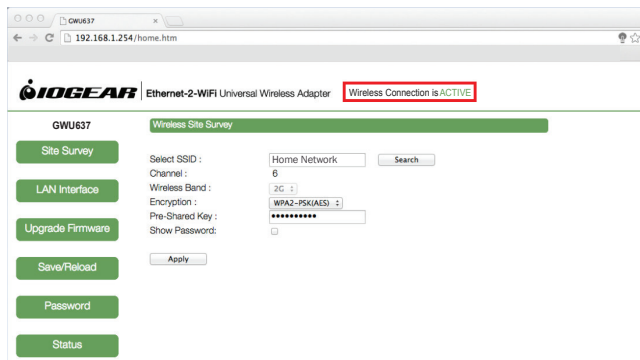 GWU637
192.168.1.254/home.htm
IOGEAR Ethernet-2-WiFi Universal Wireless Adapter Wireless Connection is ACTIVE
GWU637
Wireless Site Survey
Site Survey
LAN Interface
Upgrade Firmware
Save/Reload
Password
Status
Select SSID : Home Network Search
Channel : 6
Wireless Band : 2G
Encryption : WPA2-PSK(AES)
Pre-Shared Key : ••••••••••
Show Password:
Apply